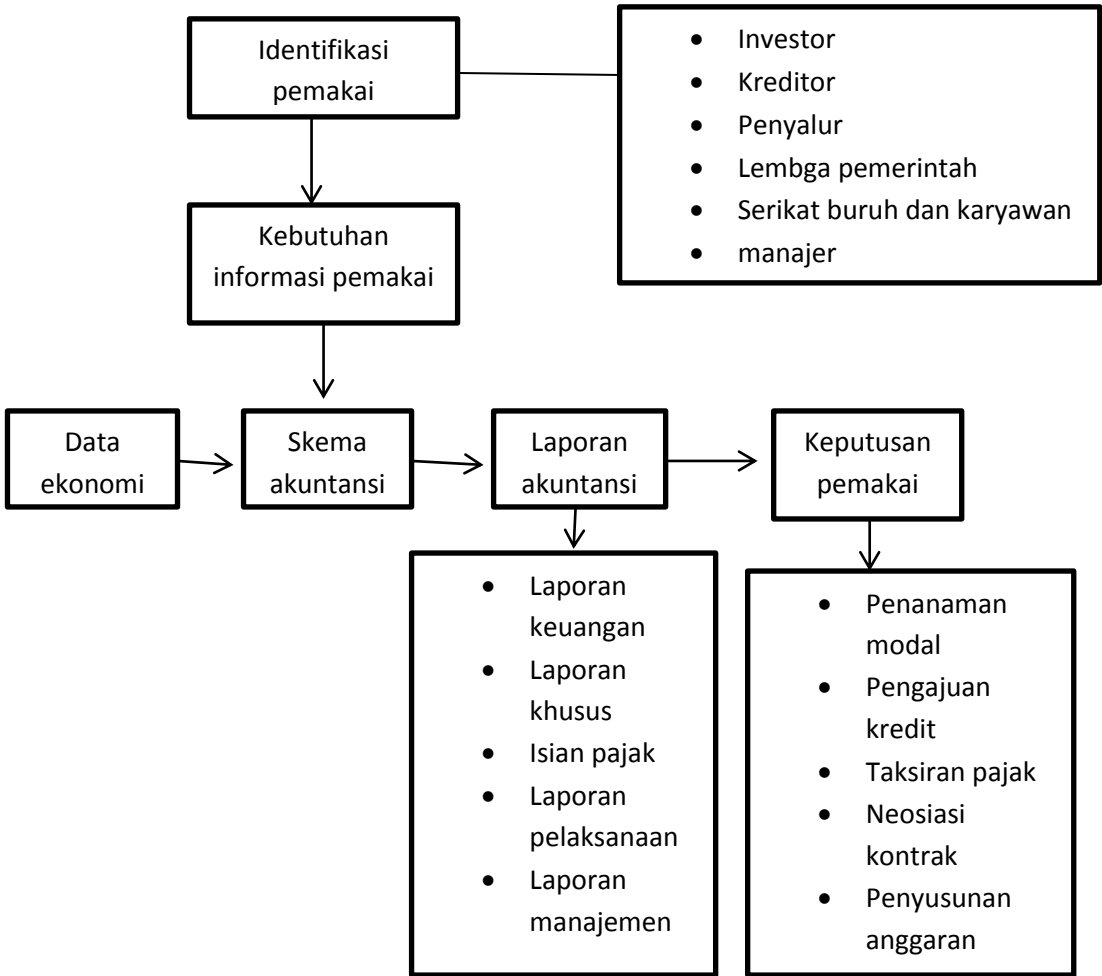 Identifikasi
pemakai
• Investor
• Kreditor
• Penyalur
• Lembga pemerintah
• Serikat buruh dan karyawan
• manajer
Kebutuhan
informasi pemakai
Data
ekonomi
Skema
akuntansi
Laporan
akuntansi
Keputusan
pemakai
• Laporan
keuangan
• Laporan
khusus
• Isian pajak
• Laporan
pelaksanaan
• Laporan
manajemen
• Penanaman
modal
• Pengajuan
kredit
• Taksiran pajak
• Neosiasi
kontrak
• Penyusunan
anggaran